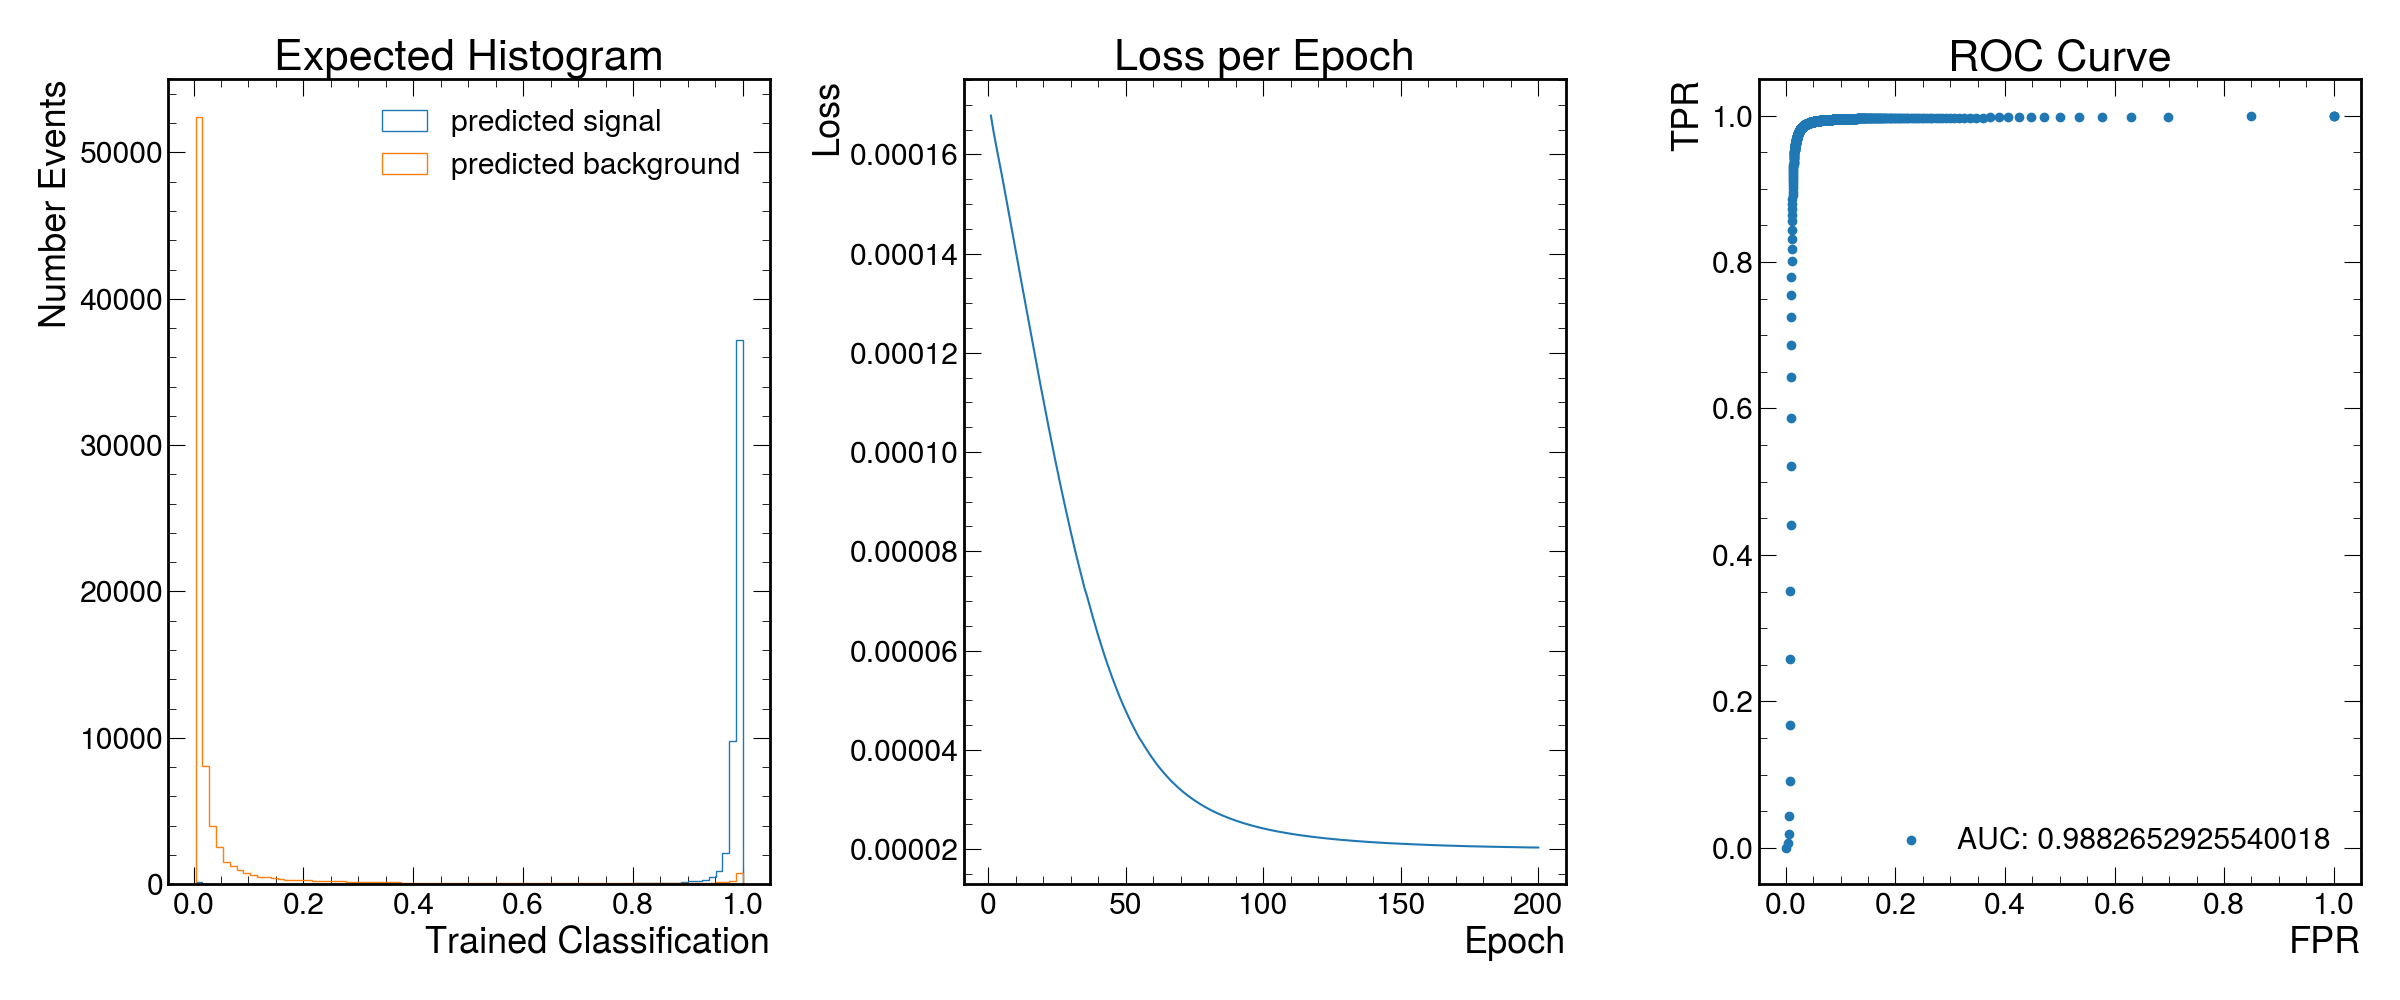 Expected Histogram
Number Events
predicted signal
predicted background
50000
40000
30000
20000
10000
0
0.0 0.2 0.4 0.6 0.8 1.0
Trained Classification
Loss per Epoch
Loss
0.00016
0.00014
0.00012
0.00010
0.00008
0.00006
0.00004
0.00002
0 50 100 150 200
Epoch
ROC Curve
TPR
1.0
0.8
0.6
0.4
0.2
0.0
AUC: 0.9882652925540018
0.0 0.2 0.4 0.6 0.8 1.0
FPR